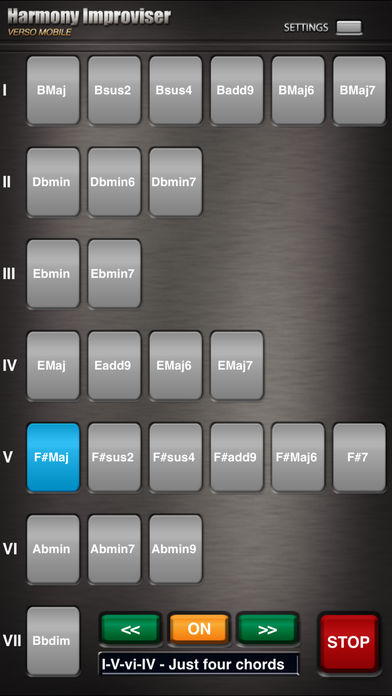 Harmony Improviser
VERSO MOBILE
SETTINGS
I BMaj Bsus2 Bsus4 Badd9 BMaj6 BMaj7
II Dbmin Dbmin6 Dbmin7
III Ebmin Ebmin7
IV EMaj Eadd9 EMaj6 EMaj7
V F#Maj F#sus2 F#sus4 F#add9 F#Maj6 F#7
VI Abmin Abmin7 Abmin9
VII Bbdim << ON >> STOP
I-V-vi-IV - Just four chords